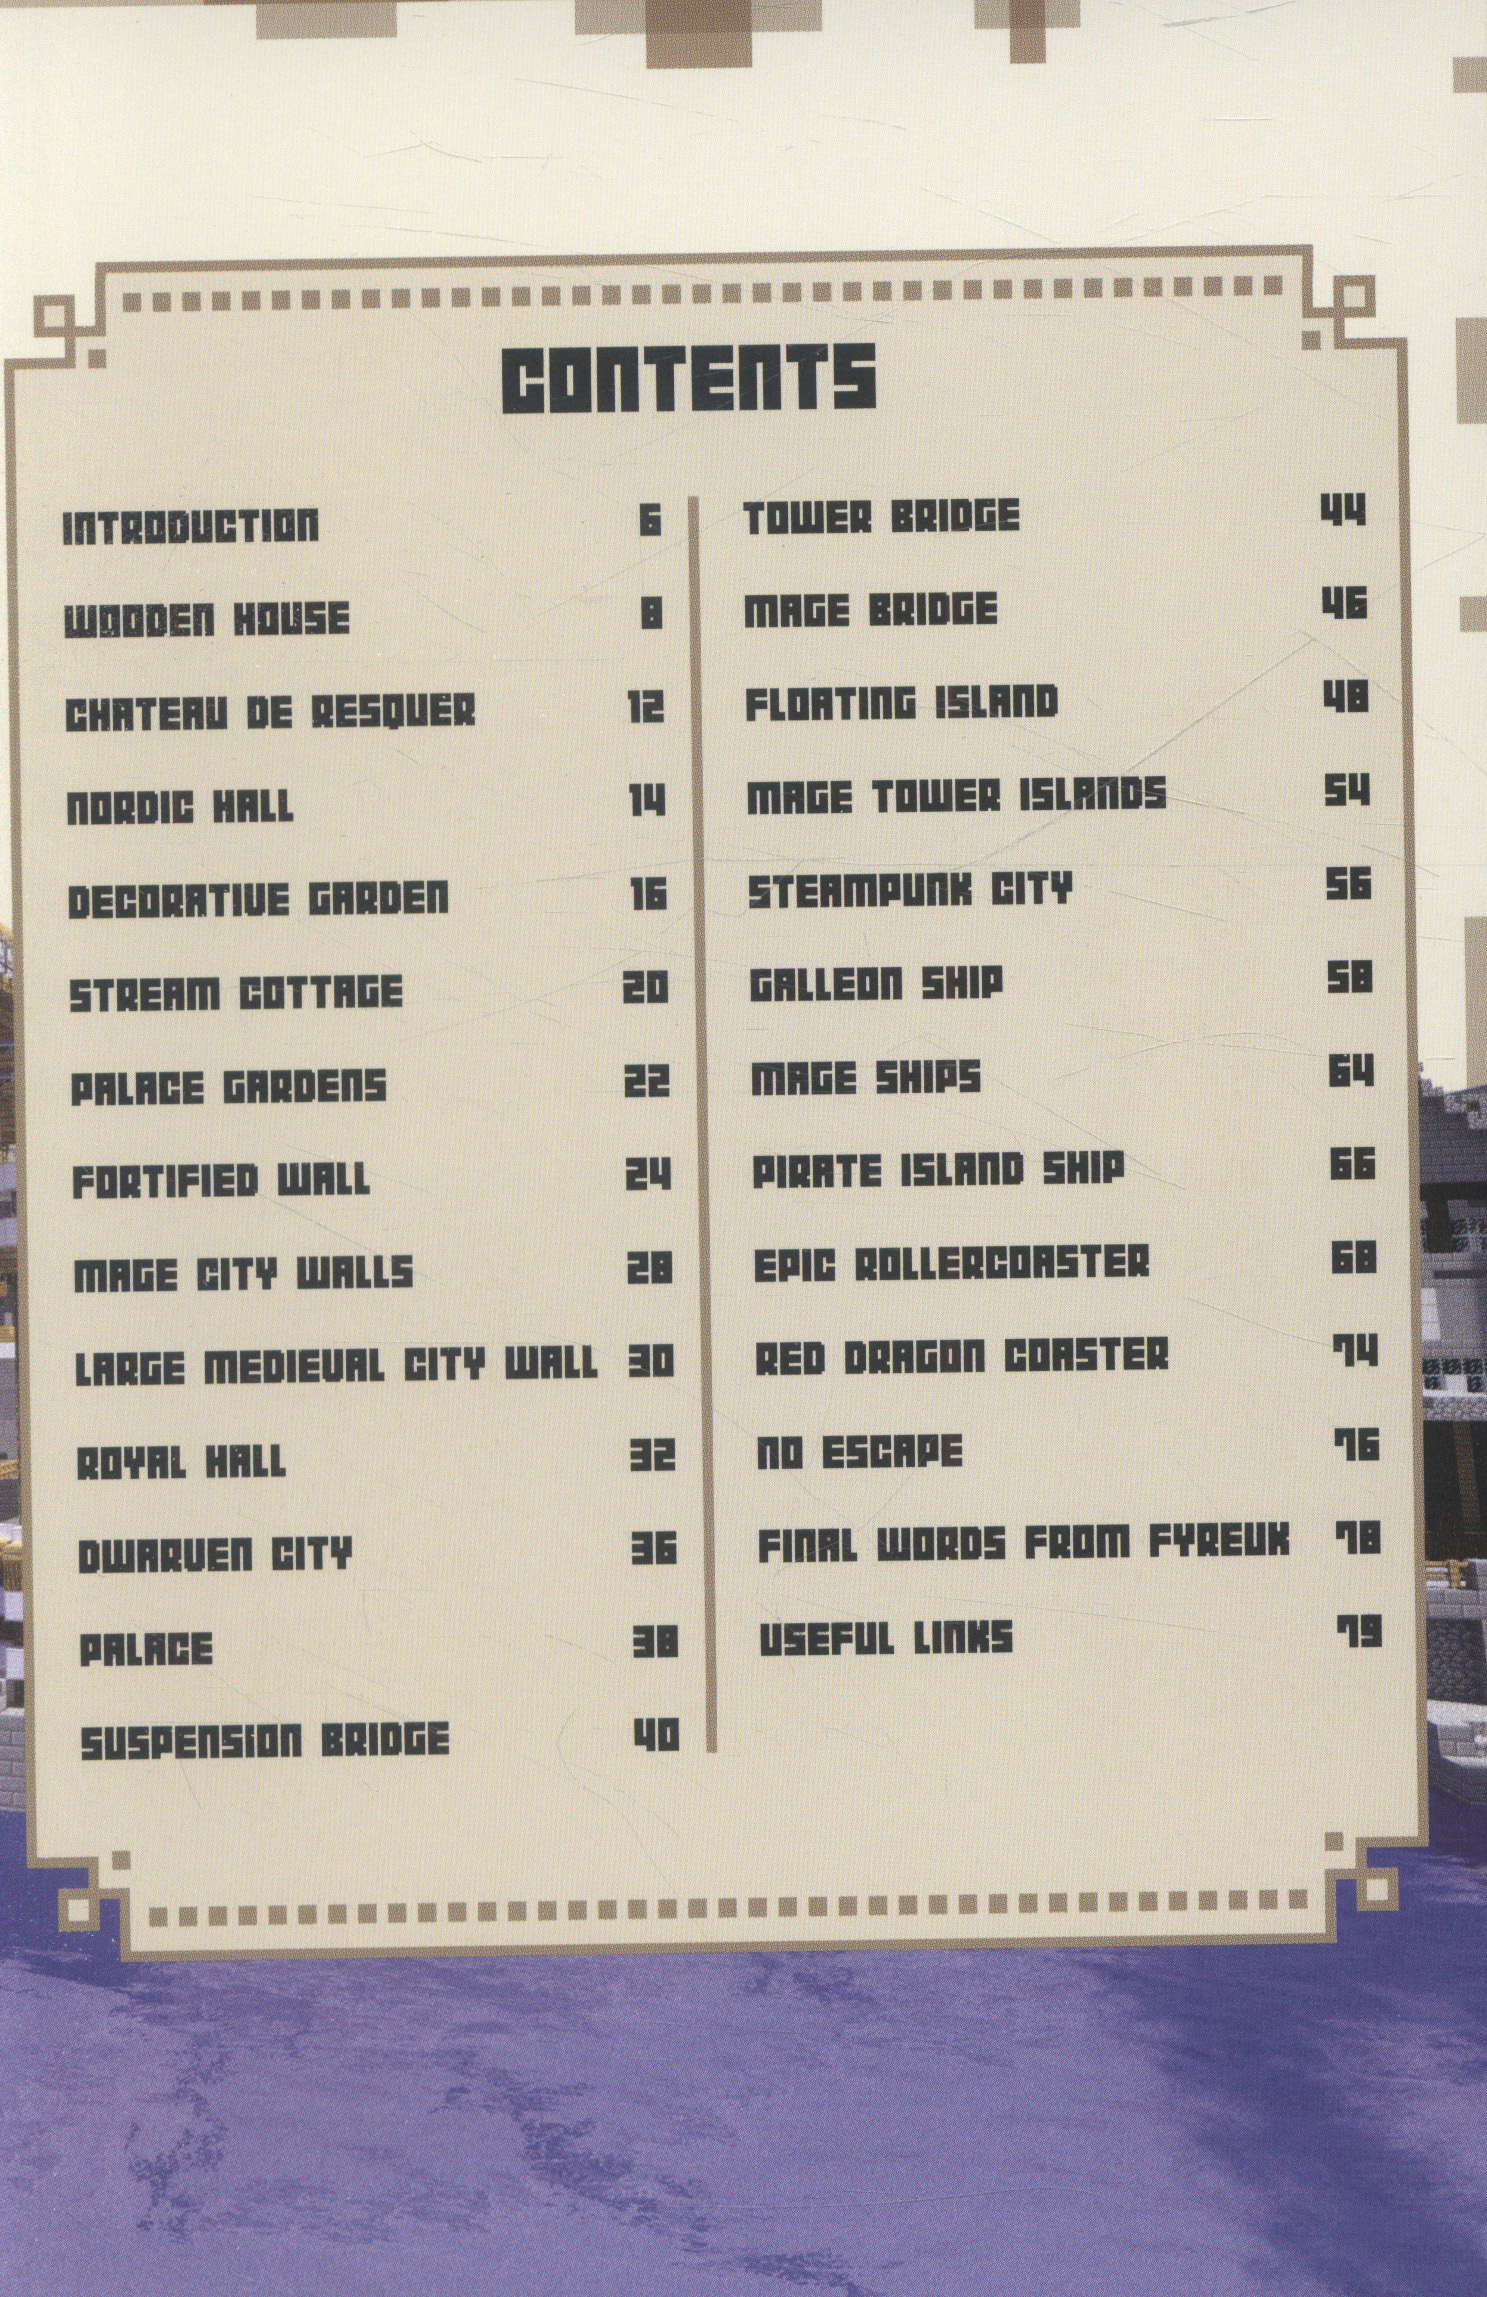 CONTENTS
INTRODUCTION 6
WOODEN HOUSE 8
CHATEAU DE RESQUER 12
NORDIC HALL 14
DECORATIVE GARDEN 16
STREAM COTTAGE 20
PALACE GARDENS 22
FORTIFIED WALL 24
MAGE CITY WALLS 28
LARGE MEDIEVAL CITY WALL 30
ROYAL HALL 32
DWARVEN CITY 36
PALACE 38
SUSPENSION BRIDGE 40
TOWER BRIDGE 44
MAGE BRIDGE 46
FLOATING ISLAND 48
MAGE TOWER ISLANDS 54
STEAMPUNK CITY 56
GALLEON SHIP 58
MAGE SHIPS 64
PIRATE ISLAND SHIP 66
EPIC ROLLERCOASTER 68
RED DRAGON COASTER 74
NO ESCAPE 76
FINAL WORDS FROM FYREUK 78
USEFUL LINKS 79